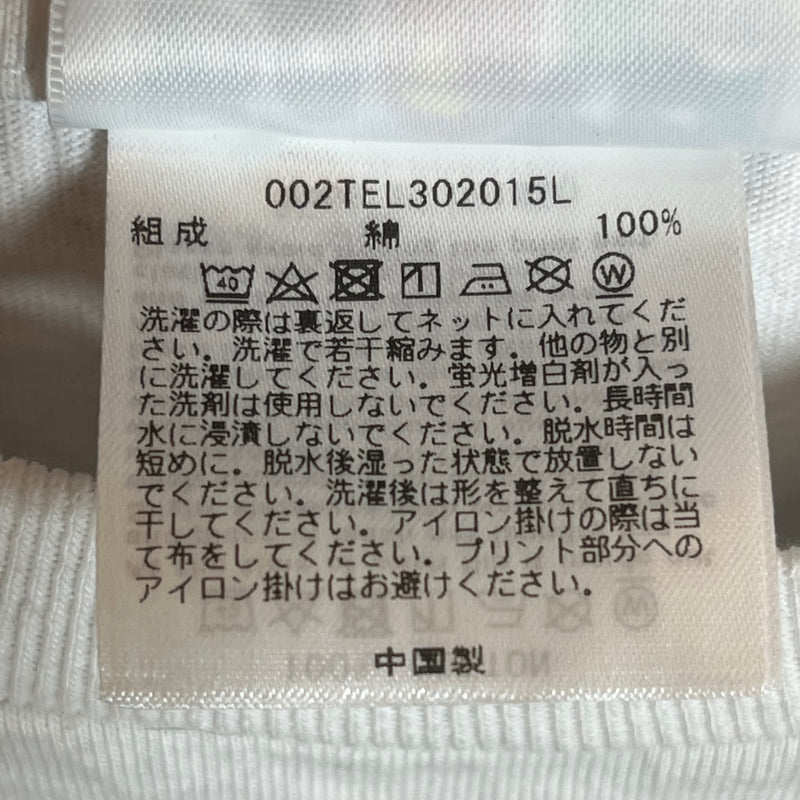 002TEL302015L
組成 綿 100%
40 W
洗濯の際は裏返してネットに入れてくだ
さい。洗濯で若干縮みます。他の物と別
に洗濯してください。蛍光増白剤が入っ
た洗剤は使用しないでください。長時間
水に浸漬しないでください。脱水時間は
短めに。脱水後湿った状態で放置しない
でください。洗濯後は形を整えて直ちに
干してください。アイロン掛けの際は当
て布をしてください。プリント部分への
アイロン掛けはお避けください。
中国製